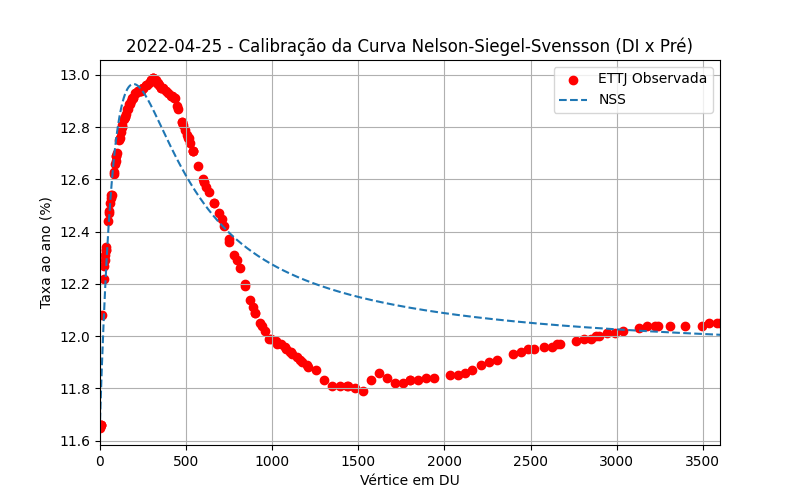 2022-04-25 - Calibração da Curva Nelson-Siegel-Svensson (DI x Pré)
ETTJ Observada
NSS
Taxa ao ano (%)
13.0
12.8
12.6
12.4
12.2
12.0
11.8
11.6
0 500 1000 1500 2000 2500 3000 3500
Vértice em DU